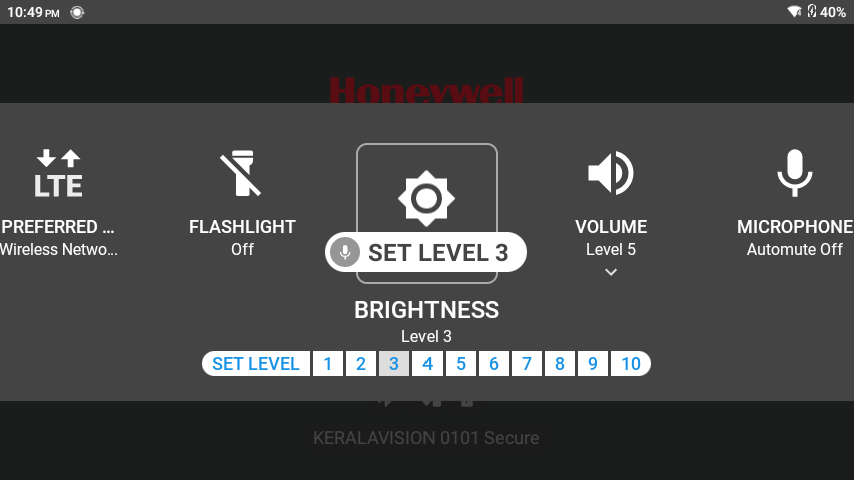 10:49 PM
40%
Honeywell
LTE
PREFERRED ...
Wireless Netwo...
FLASHLIGHT
Off
SET LEVEL 3
BRIGHTNESS
Level 3
VOLUME
Level 5
MICROPHONE
Automute Off
SET LEVEL 1 2 3 4 5 6 7 8 9 10
KERALAVISION 0101 Secure